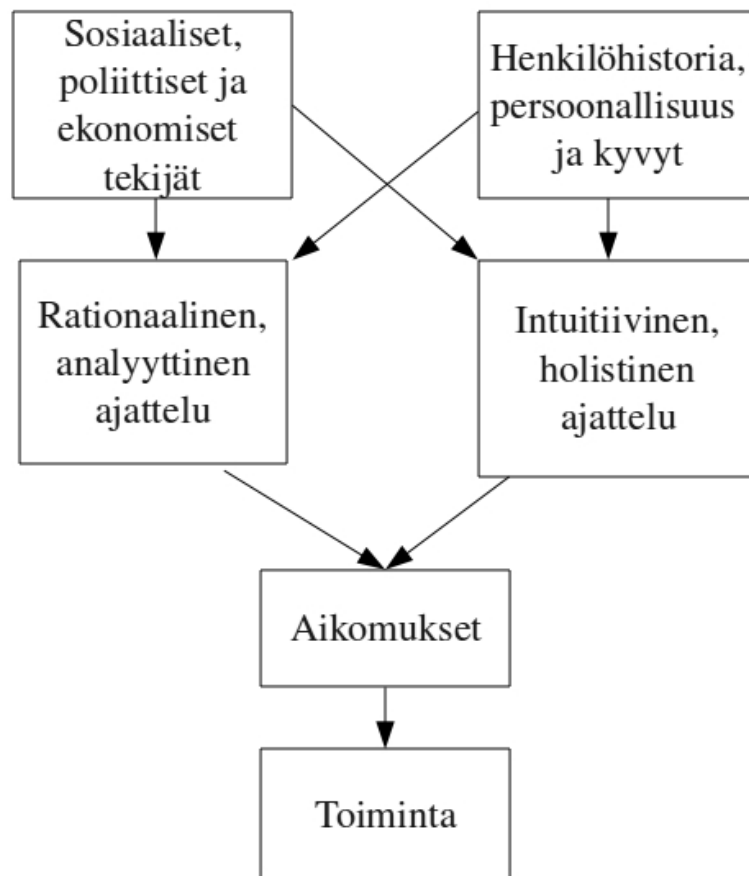 Sosiaaliset,
poliittiset ja
ekonomiset
tekijät
Henkilöhistoria,
persoonallisuus
ja kyvyt
Rationaalinen,
analyyttinen
ajattelu
Intuitiivinen,
holistinen
ajattelu
Aikomukset
Toiminta